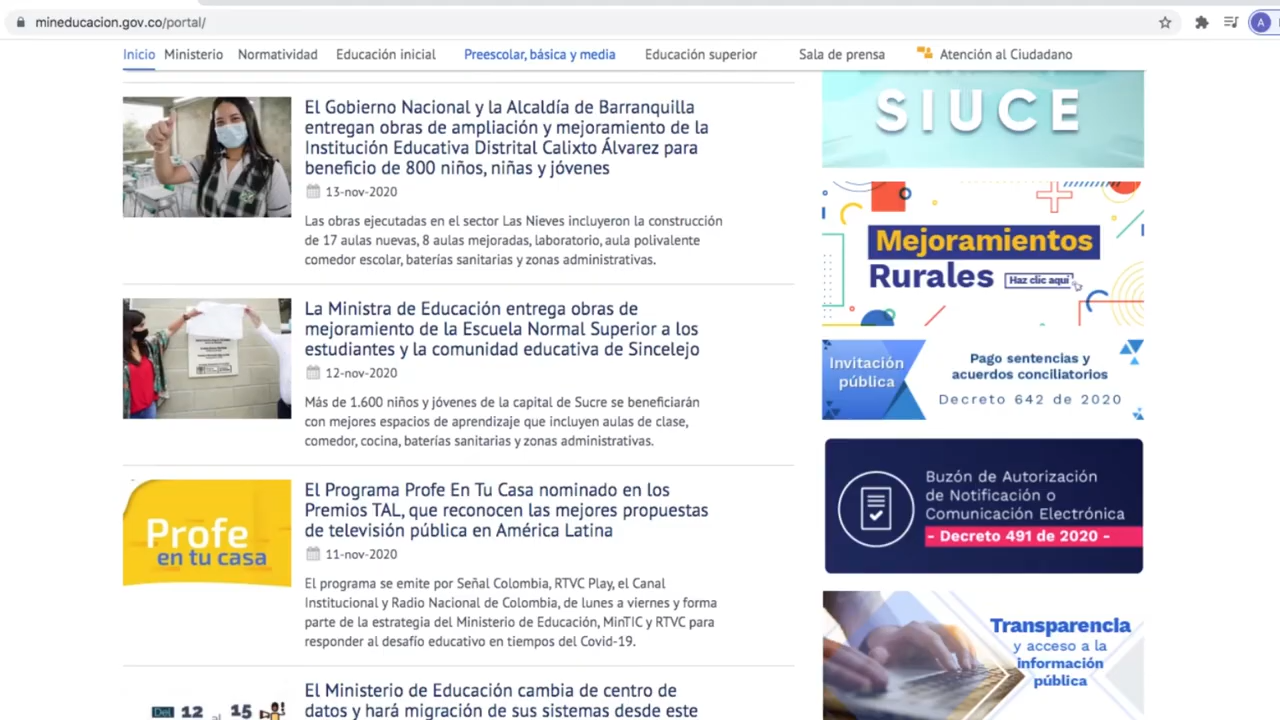 mineducacion.gov.co/portal/
A
Inicio Ministerio Normatividad Educación inicial Preescolar, básica y media Educación superior Sala de prensa Atención al Ciudadano
El Gobierno Nacional y la Alcaldía de Barranquilla
entregan obras de ampliación y mejoramiento de la
Institución Educativa Distrital Calixto Álvarez para
beneficio de 800 niños, niñas y jóvenes
13-nov-2020
Las obras ejecutadas en el sector Las Nieves incluyeron la construcción
de 17 aulas nuevas, 8 aulas mejoradas, laboratorio, aula polivalente
comedor escolar, baterías sanitarias y zonas administrativas.
La Ministra de Educación entrega obras de
mejoramiento de la Escuela Normal Superior a los
estudiantes y la comunidad educativa de Sincelejo
12-nov-2020
Más de 1.600 niños y jóvenes de la capital de Sucre se beneficiarán
con mejores espacios de aprendizaje que incluyen aulas de clase,
comedor, cocina, baterías sanitarias y zonas administrativas.
Profe
en tu casa
El Programa Profe En Tu Casa nominado en los
Premios TAL, que reconocen las mejores propuestas
de televisión pública en América Latina
11-nov-2020
El programa se emite por Señal Colombia, RTVC Play, el Canal
Institucional y Radio Nacional de Colombia, de lunes a viernes y forma
parte de la estrategia del Ministerio de Educación, MinTIC y RTVC para
responder al desafío educativo en tiempos del Covid-19.
Del 12 al 15
El Ministerio de Educación cambia de centro de
datos y hará migración de sus sistemas desde este
SIUCE
Mejoramientos
Rurales
Haz clic aquí
Invitación
pública
Pago sentencias y
acuerdos conciliatorios
Decreto 642 de 2020
Buzón de Autorización
de Notificación o
Comunicación Electrónica
- Decreto 491 de 2020 -
Transparencia
y acceso a la
información
pública